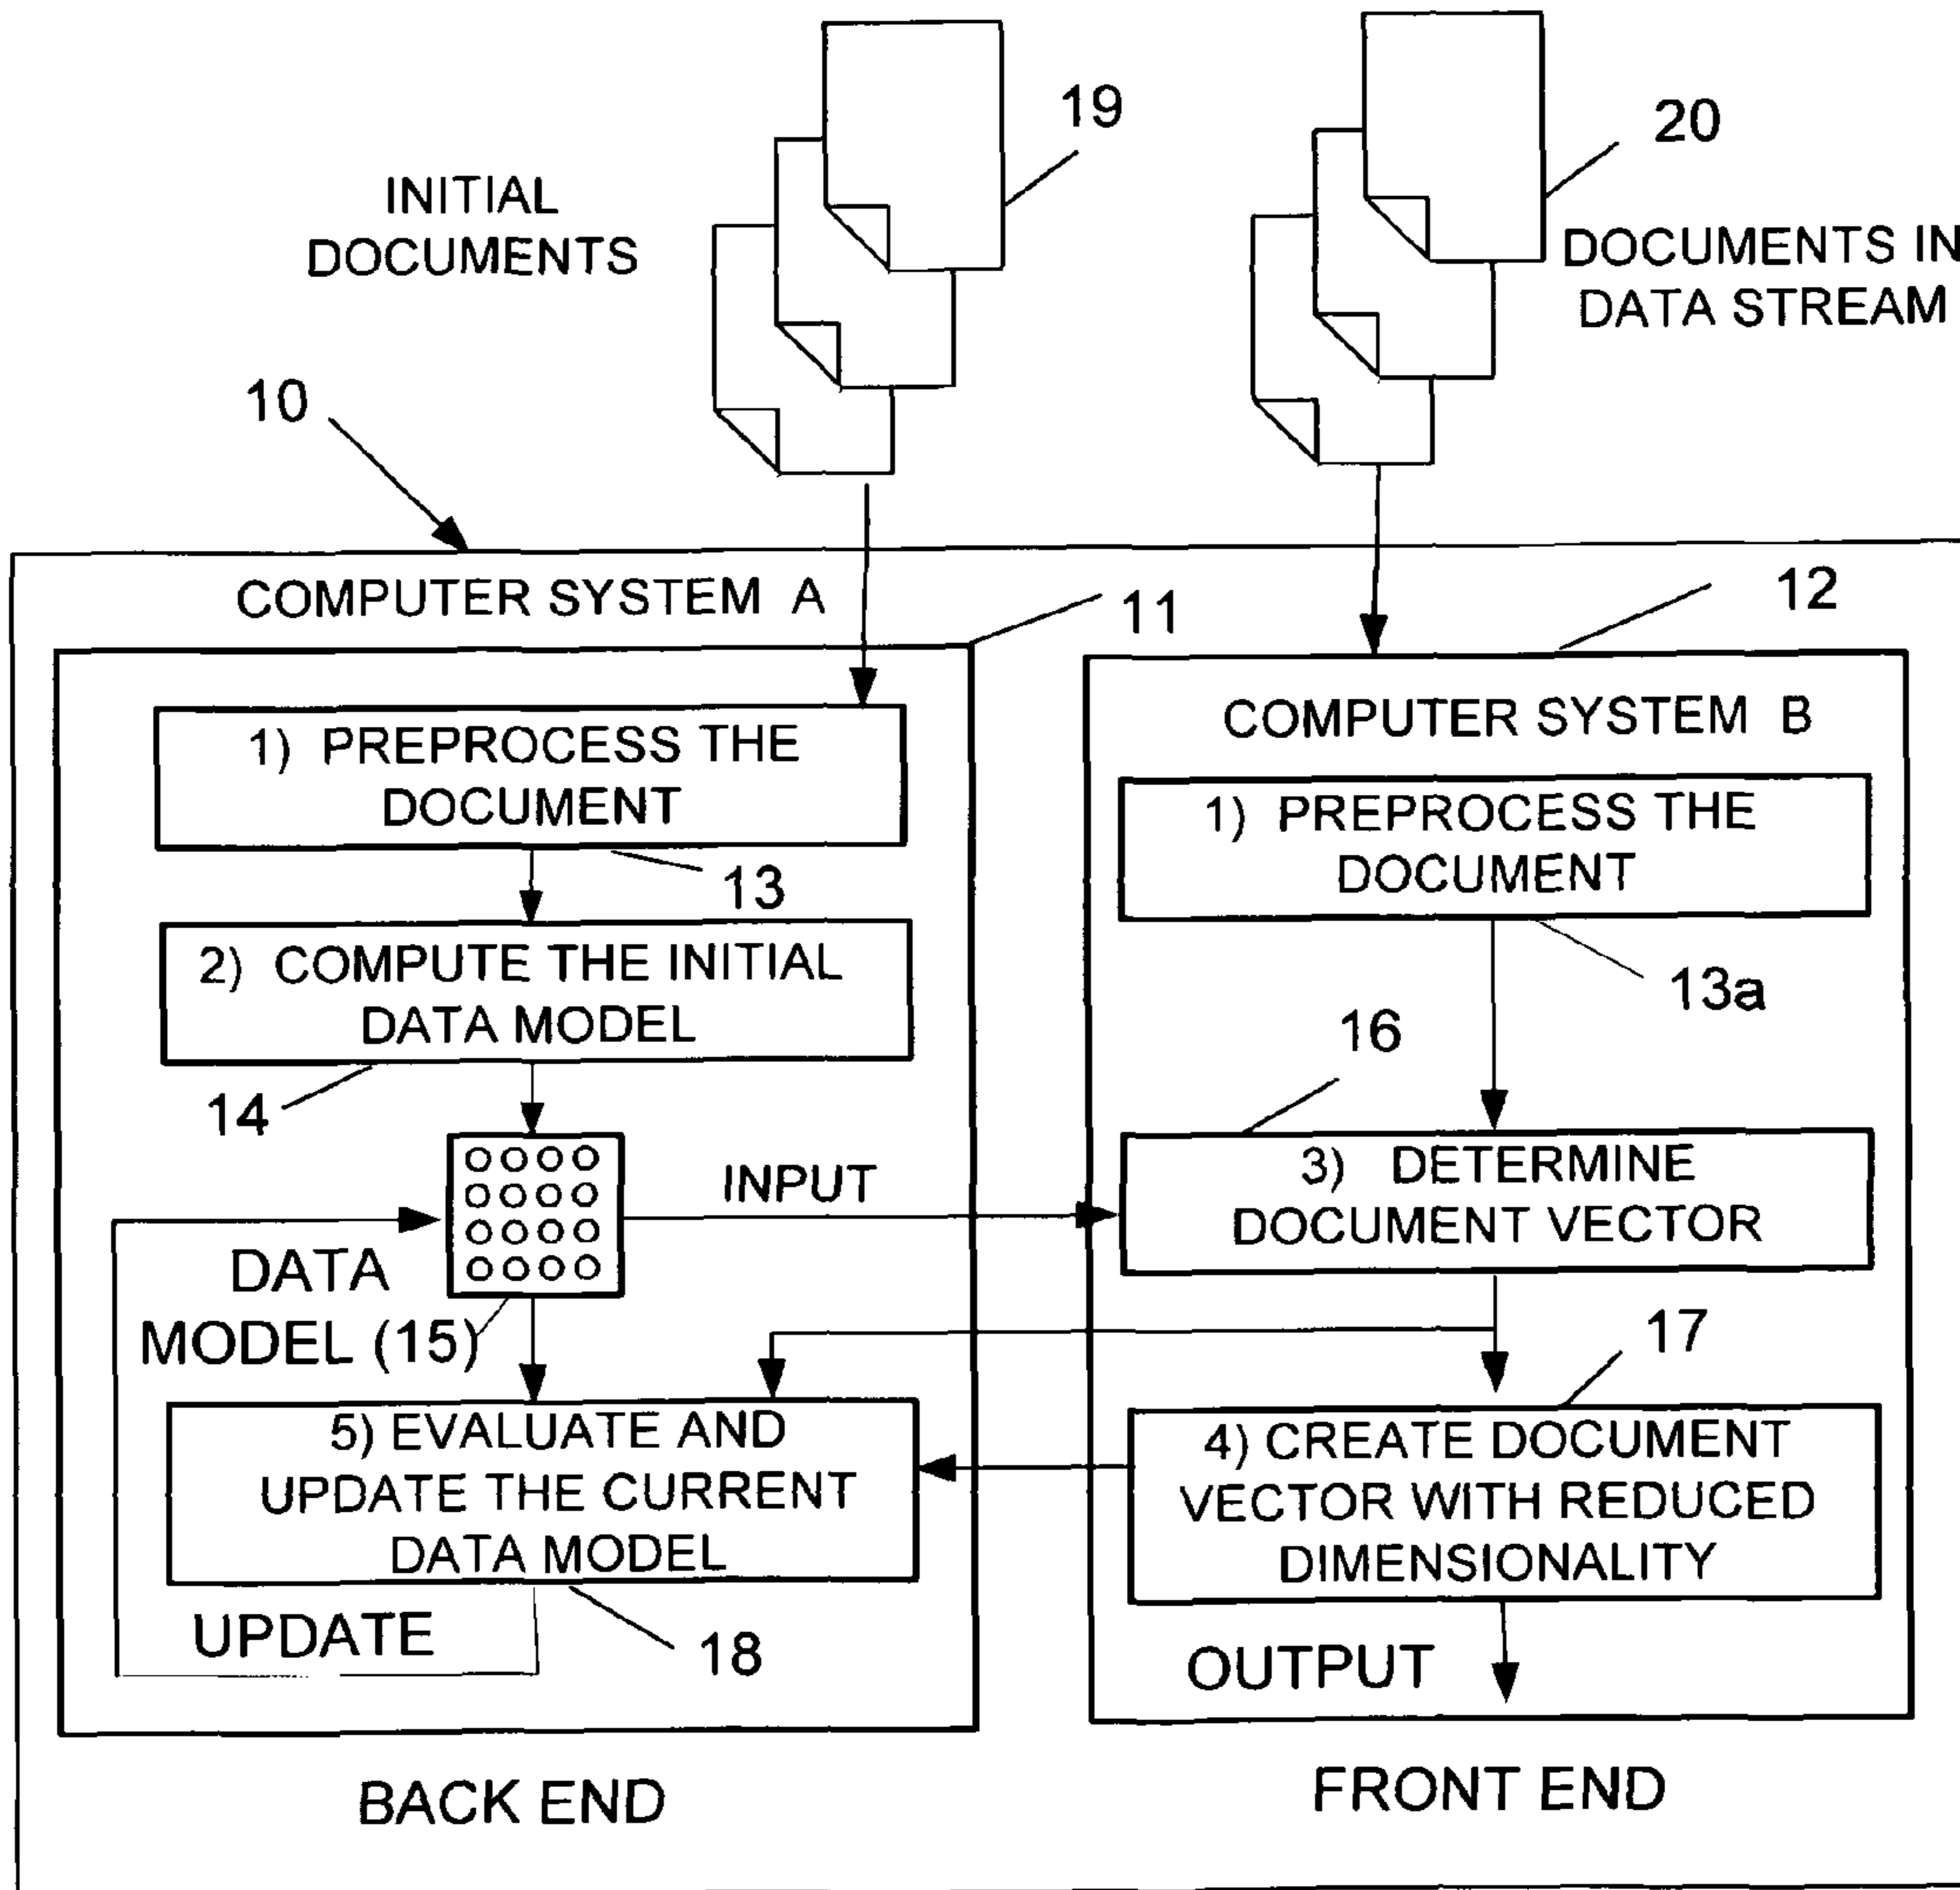 19
20
INITIAL
DOCUMENTS
DOCUMENTS IN
DATA STREAM
10
COMPUTER SYSTEM A
11
12
1) PREPROCESS THE
DOCUMENT
13
2) COMPUTE THE INITIAL
DATA MODEL
14
INPUT
DATA
MODEL (15)
5) EVALUATE AND
UPDATE THE CURRENT
DATA MODEL
UPDATE
18
BACK END
COMPUTER SYSTEM B
1) PREPROCESS THE
DOCUMENT
13a
16
3) DETERMINE
DOCUMENT VECTOR
17
4) CREATE DOCUMENT
VECTOR WITH REDUCED
DIMENSIONALITY
OUTPUT
FRONT END